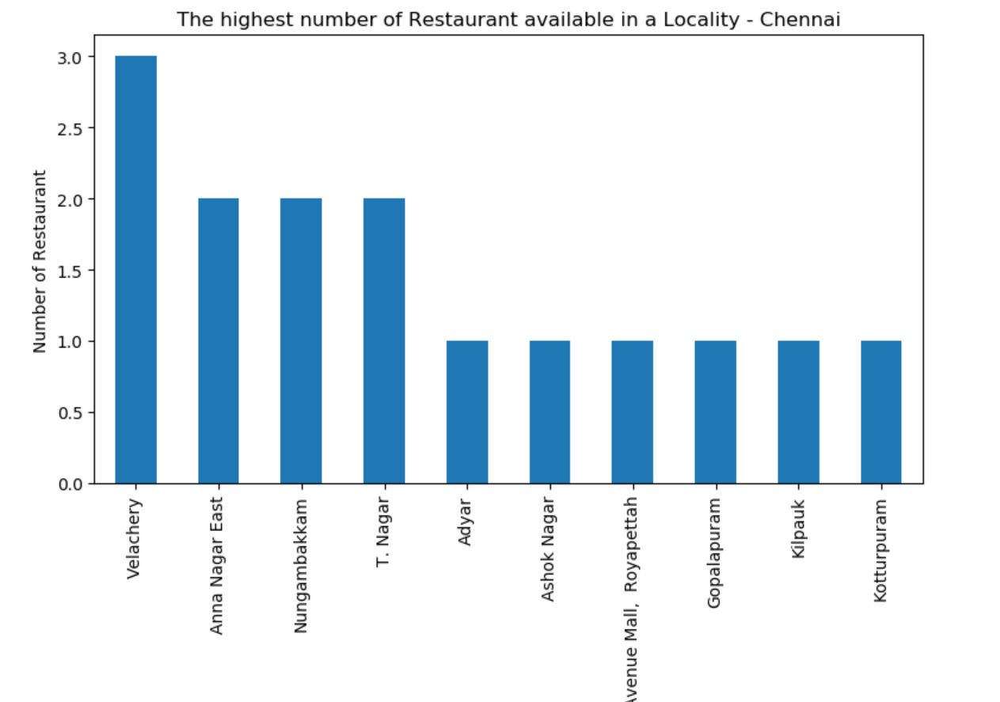 The highest number of Restaurant available in a Locality - Chennai
Number of Restaurant
3.0
2.5
2.0
1.5
1.0
0.5
0.0
Velachery
Anna Nagar East
Nungambakkam
T. Nagar
Adyar
Ashok Nagar
Avenue Mall,  Royapettah
Gopalapuram
Kilpauk
Kotturpuram